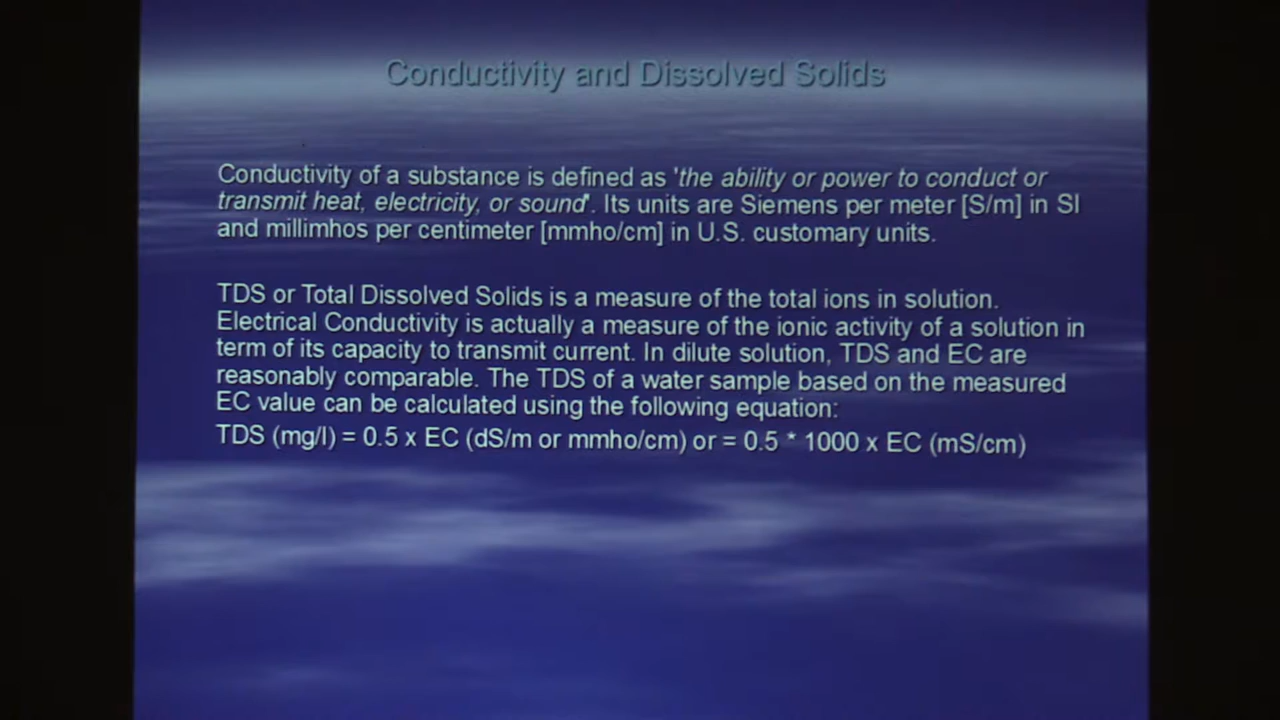 Conductivity and Dissolved Solids
Conductivity of a substance is defined as 'the ability or power to conduct or
transmit heat, electricity, or sound'. Its units are Siemens per meter [S/m] in SI
and millimhos per centimeter [mmho/cm] in U.S. customary units.
TDS or Total Dissolved Solids is a measure of the total ions in solution.
Electrical Conductivity is actually a measure of the ionic activity of a solution in
term of its capacity to transmit current. In dilute solution, TDS and EC are
reasonably comparable. The TDS of a water sample based on the measured
EC value can be calculated using the following equation:
TDS (mg/l) = 0.5 x EC (dS/m or mmho/cm) or = 0.5 * 1000 x EC (mS/cm)